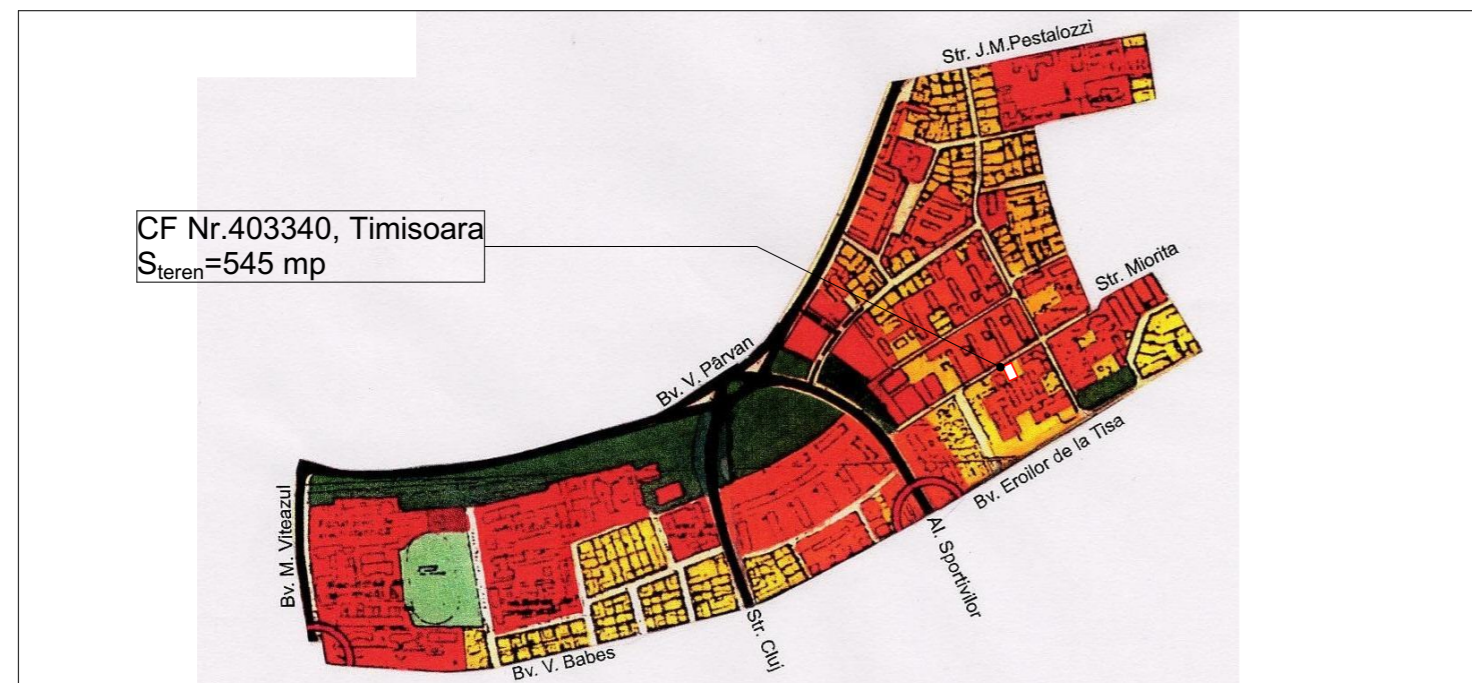 Str. J.M.Pestalozzi
CF Nr.403340, Timisoara
Steren=545 mp
Str. Miorita
Bv. V. Pârvan
Bv. Eroilor de la Tisa
Bv. M. Viteazul
Al. Sportivilor
Str. Cluj
Bv. V. Babes